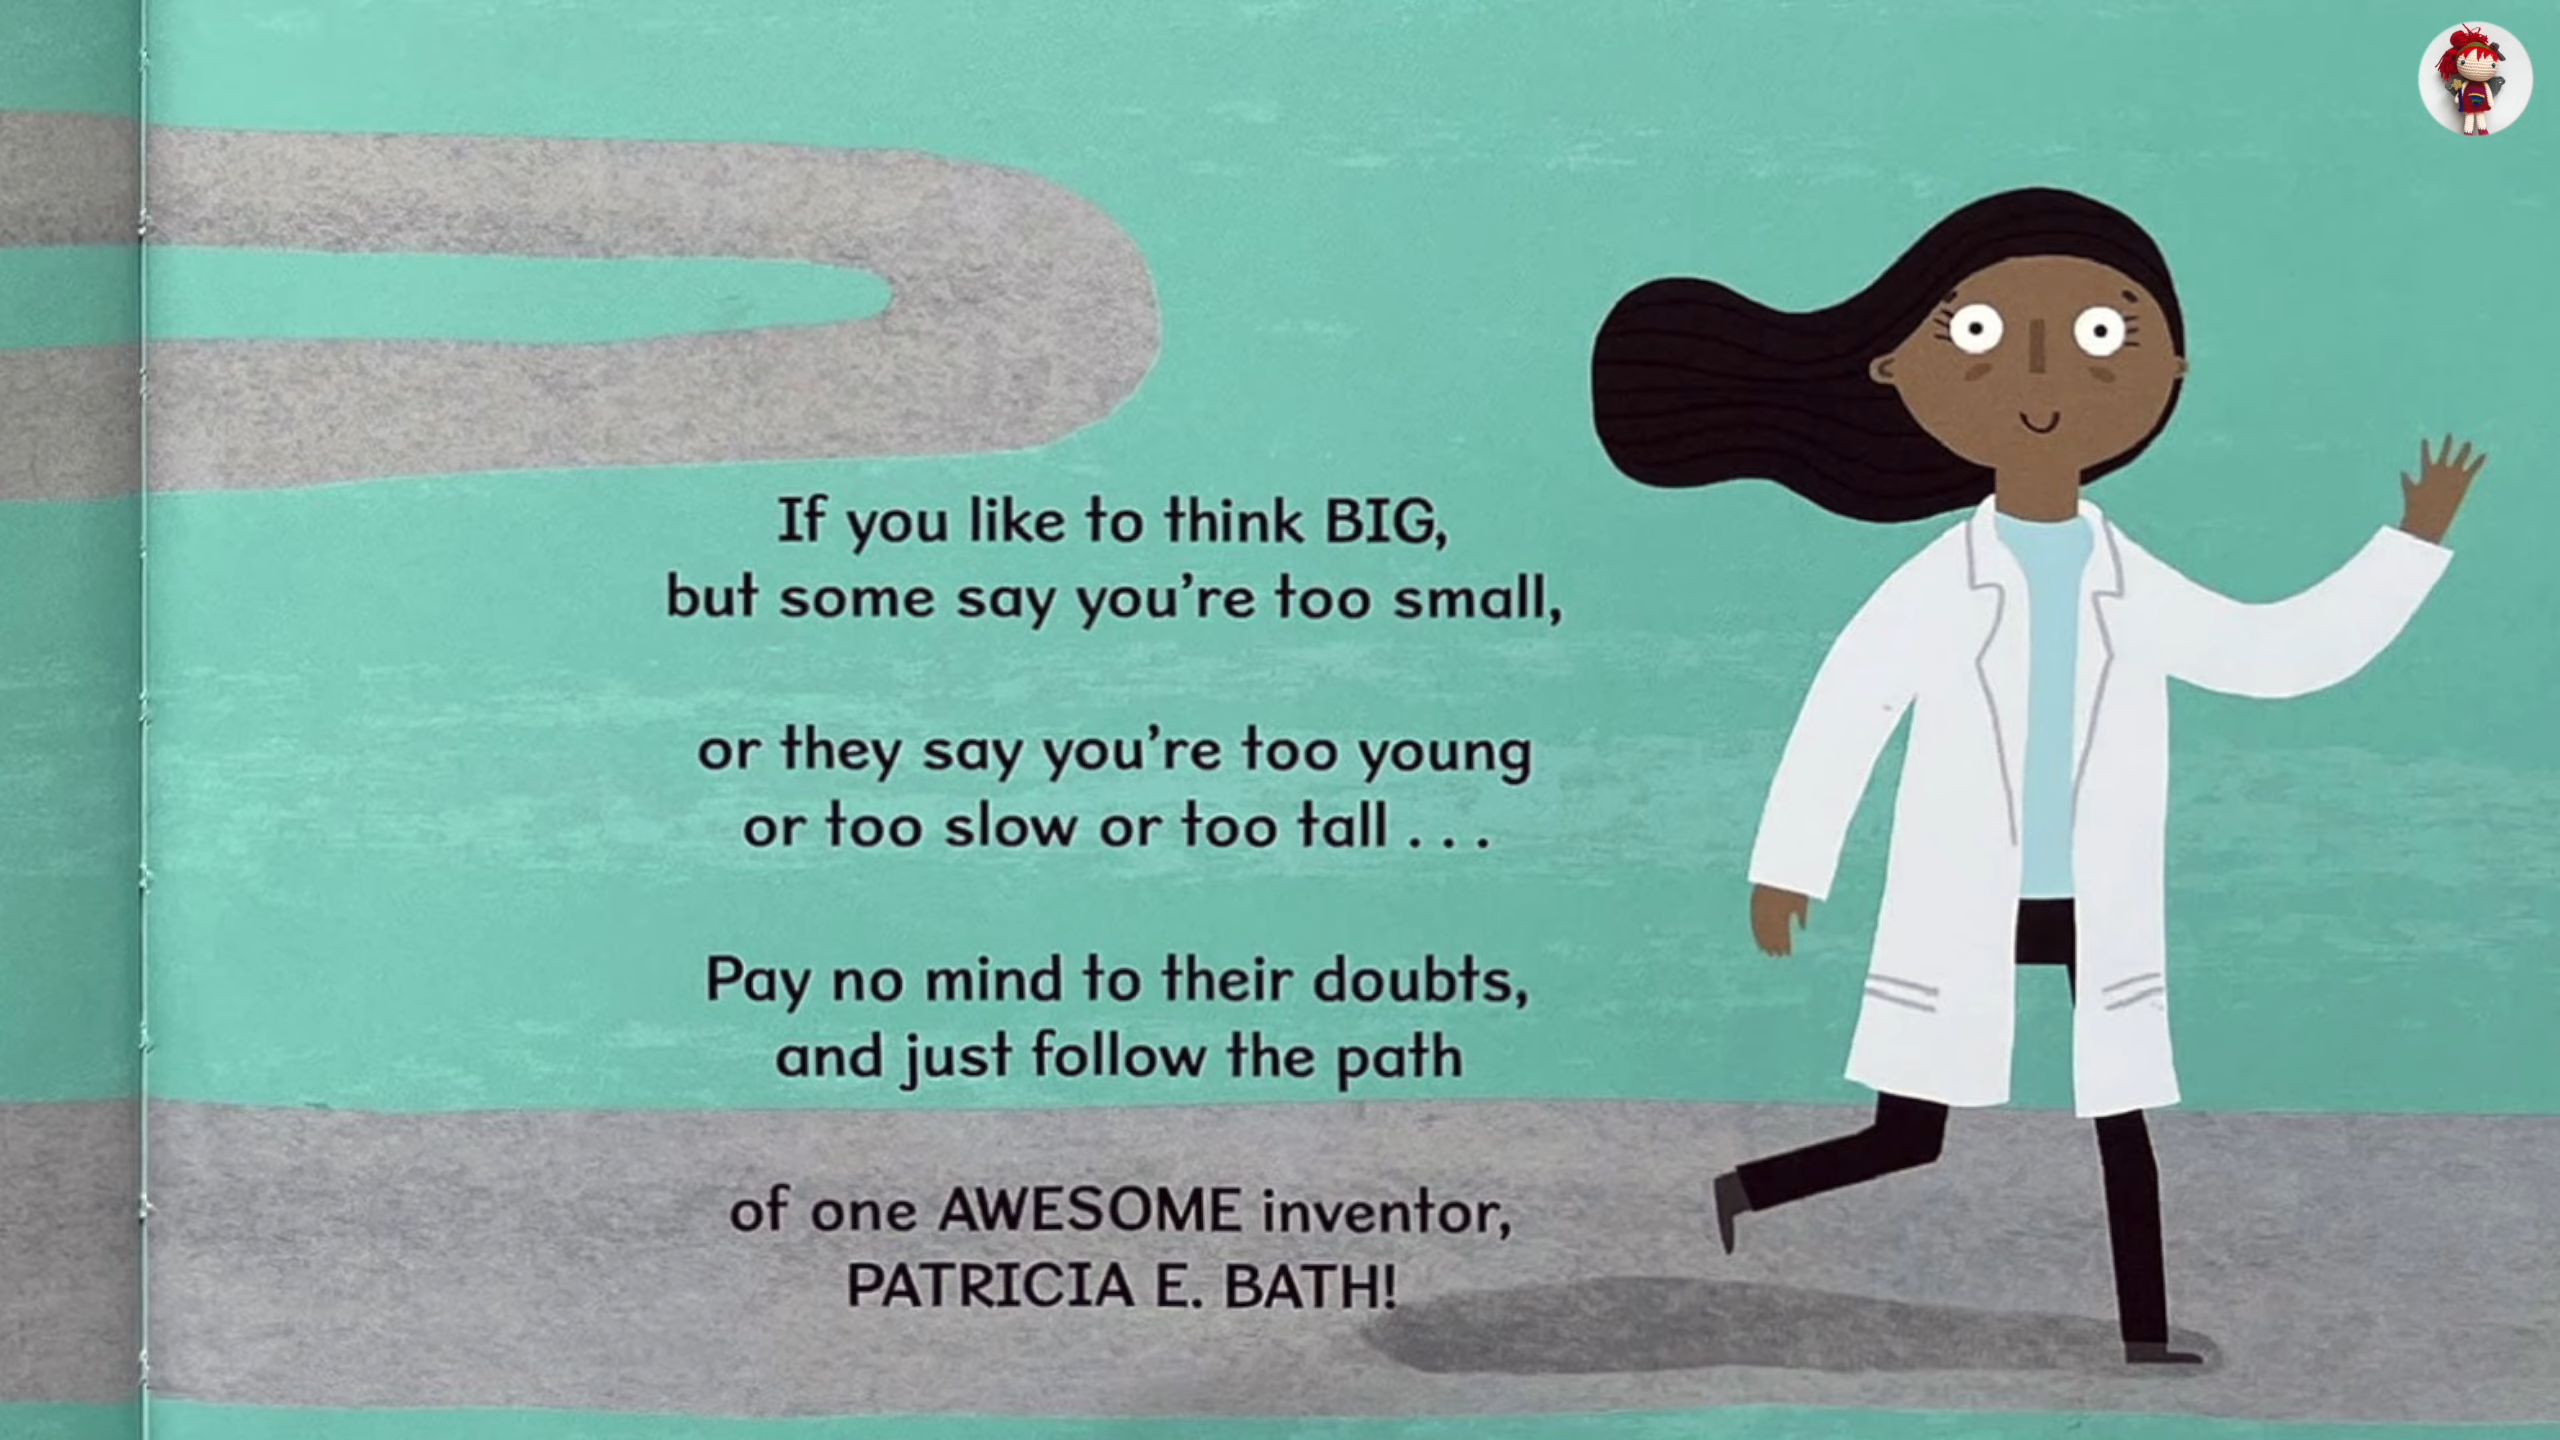 If you like to think BIG,
but some say you're too small,
or they say you're too young
or too slow or too tall . . .
Pay no mind to their doubts,
and just follow the path
of one AWESOME inventor,
PATRICIA E. BATH!